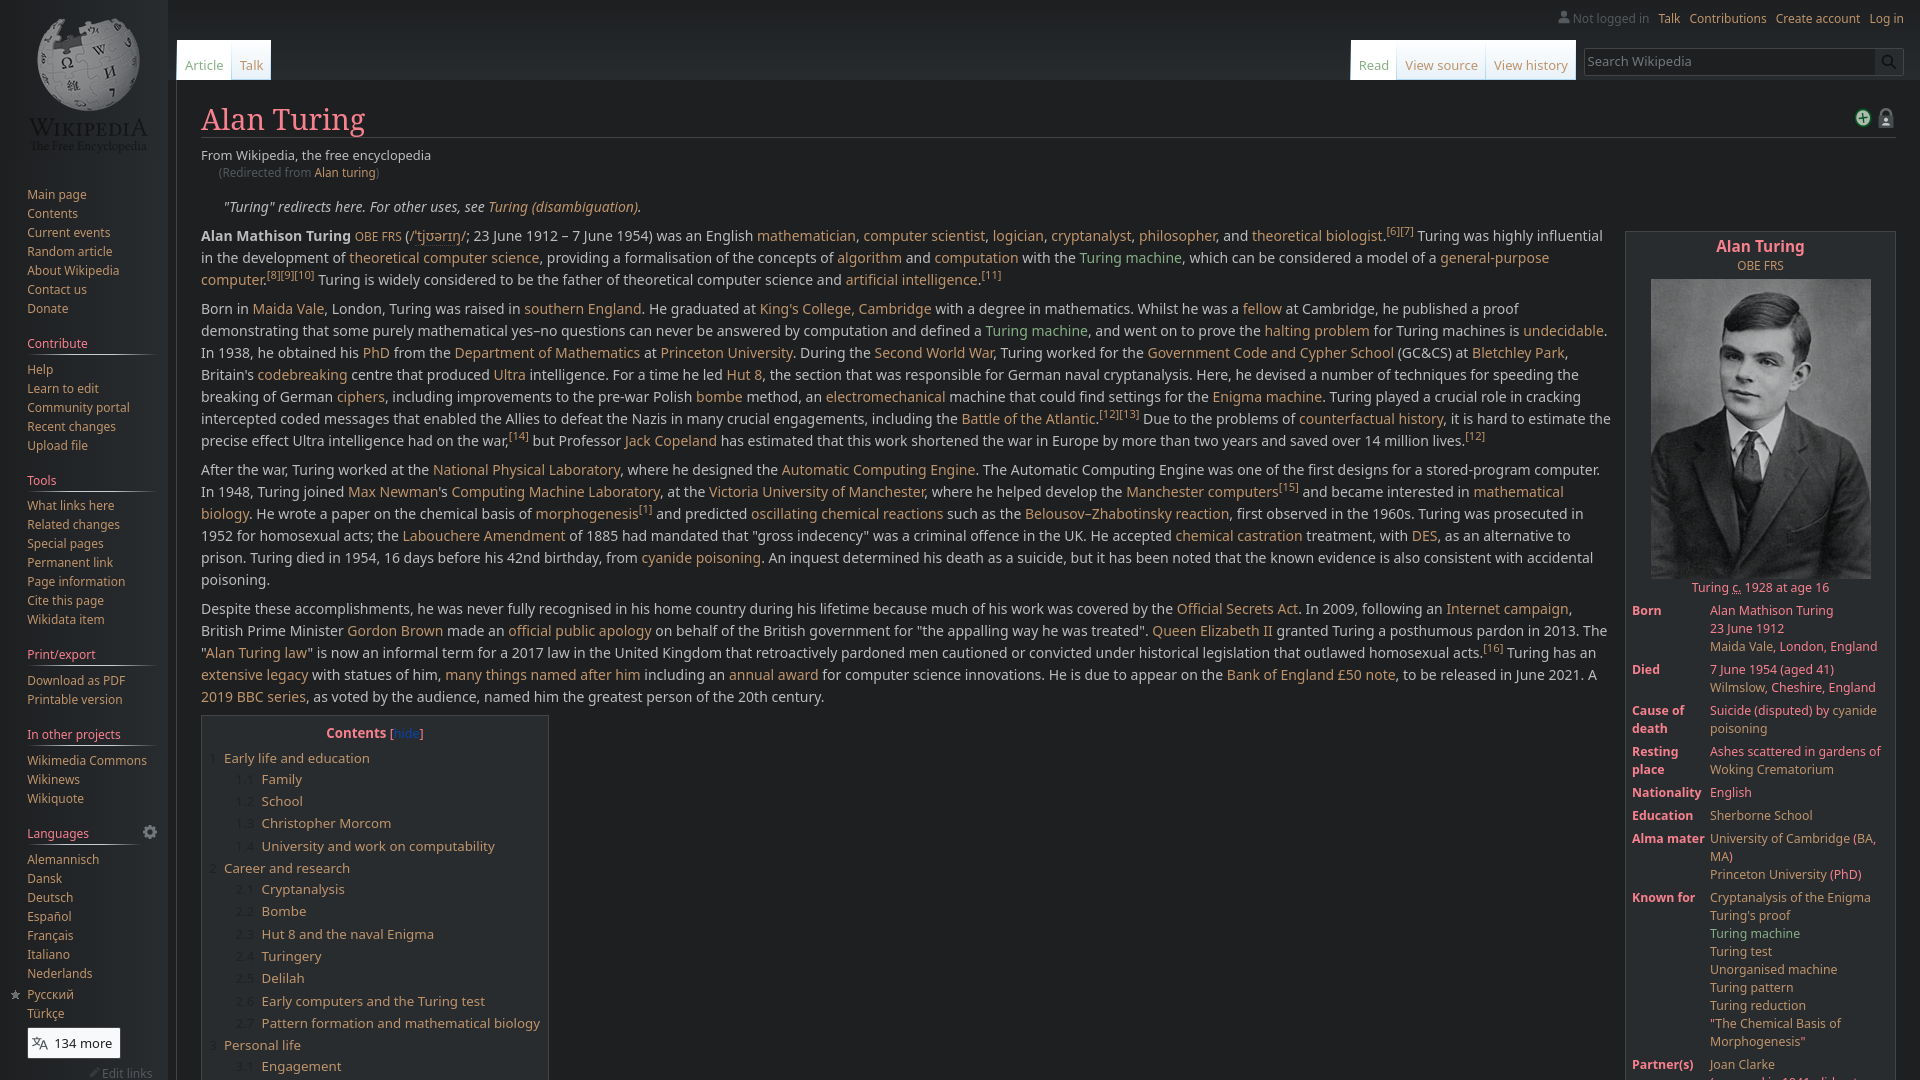 Not logged in Talk Contributions Create account Log in
Article Talk
Read View source View history
Search Wikipedia
WIKIPEDIA
The Free Encyclopedia
Main page
Contents
Current events
Random article
About Wikipedia
Contact us
Donate
Contribute
Help
Learn to edit
Community portal
Recent changes
Upload file
Tools
What links here
Related changes
Special pages
Permanent link
Page information
Cite this page
Wikidata item
Print/export
Download as PDF
Printable version
In other projects
Wikimedia Commons
Wikinews
Wikiquote
Languages
Alemannisch
Dansk
Deutsch
Español
Français
Italiano
Nederlands
Русский
Türkçe
134 more
Edit links
Alan Turing
From Wikipedia, the free encyclopedia
(Redirected from Alan turing)
"Turing" redirects here. For other uses, see Turing (disambiguation).
Alan Mathison Turing OBE FRS (/ˈtjʊərɪŋ/; 23 June 1912 – 7 June 1954) was an English mathematician, computer scientist, logician, cryptanalyst, philosopher, and theoretical biologist.[6][7] Turing was highly influential
in the development of theoretical computer science, providing a formalisation of the concepts of algorithm and computation with the Turing machine, which can be considered a model of a general-purpose
computer.[8][9][10] Turing is widely considered to be the father of theoretical computer science and artificial intelligence.[11]
Born in Maida Vale, London, Turing was raised in southern England. He graduated at King's College, Cambridge with a degree in mathematics. Whilst he was a fellow at Cambridge, he published a proof
demonstrating that some purely mathematical yes–no questions can never be answered by computation and defined a Turing machine, and went on to prove the halting problem for Turing machines is undecidable.
In 1938, he obtained his PhD from the Department of Mathematics at Princeton University. During the Second World War, Turing worked for the Government Code and Cypher School (GC&CS) at Bletchley Park,
Britain's codebreaking centre that produced Ultra intelligence. For a time he led Hut 8, the section that was responsible for German naval cryptanalysis. Here, he devised a number of techniques for speeding the
breaking of German ciphers, including improvements to the pre-war Polish bombe method, an electromechanical machine that could find settings for the Enigma machine. Turing played a crucial role in cracking
intercepted coded messages that enabled the Allies to defeat the Nazis in many crucial engagements, including the Battle of the Atlantic.[12][13] Due to the problems of counterfactual history, it is hard to estimate the
precise effect Ultra intelligence had on the war,[14] but Professor Jack Copeland has estimated that this work shortened the war in Europe by more than two years and saved over 14 million lives.[12]
After the war, Turing worked at the National Physical Laboratory, where he designed the Automatic Computing Engine. The Automatic Computing Engine was one of the first designs for a stored-program computer.
In 1948, Turing joined Max Newman's Computing Machine Laboratory, at the Victoria University of Manchester, where he helped develop the Manchester computers[15] and became interested in mathematical
biology. He wrote a paper on the chemical basis of morphogenesis[1] and predicted oscillating chemical reactions such as the Belousov–Zhabotinsky reaction, first observed in the 1960s. Turing was prosecuted in
1952 for homosexual acts; the Labouchere Amendment of 1885 had mandated that "gross indecency" was a criminal offence in the UK. He accepted chemical castration treatment, with DES, as an alternative to
prison. Turing died in 1954, 16 days before his 42nd birthday, from cyanide poisoning. An inquest determined his death as a suicide, but it has been noted that the known evidence is also consistent with accidental
poisoning.
Despite these accomplishments, he was never fully recognised in his home country during his lifetime because much of his work was covered by the Official Secrets Act. In 2009, following an Internet campaign,
British Prime Minister Gordon Brown made an official public apology on behalf of the British government for "the appalling way he was treated". Queen Elizabeth II granted Turing a posthumous pardon in 2013. The
"Alan Turing law" is now an informal term for a 2017 law in the United Kingdom that retroactively pardoned men cautioned or convicted under historical legislation that outlawed homosexual acts.[16] Turing has an
extensive legacy with statues of him, many things named after him including an annual award for computer science innovations. He is due to appear on the Bank of England £50 note, to be released in June 2021. A
2019 BBC series, as voted by the audience, named him the greatest person of the 20th century.
Contents [hide]
1 Early life and education
1.1 Family
1.2 School
1.3 Christopher Morcom
1.4 University and work on computability
2 Career and research
2.1 Cryptanalysis
2.2 Bombe
2.3 Hut 8 and the naval Enigma
2.4 Turingery
2.5 Delilah
2.6 Early computers and the Turing test
2.7 Pattern formation and mathematical biology
3 Personal life
3.1 Engagement
Alan Turing
OBE FRS
Turing c. 1928 at age 16
Born Alan Mathison Turing
23 June 1912
Maida Vale, London, England
Died 7 June 1954 (aged 41)
Wilmslow, Cheshire, England
Cause of Suicide (disputed) by cyanide
death poisoning
Resting Ashes scattered in gardens of
place Woking Crematorium
Nationality English
Education Sherborne School
Alma mater University of Cambridge (BA,
MA)
Princeton University (PhD)
Known for Cryptanalysis of the Enigma
Turing's proof
Turing machine
Turing test
Unorganised machine
Turing pattern
Turing reduction
"The Chemical Basis of
Morphogenesis"
Partner(s) Joan Clarke